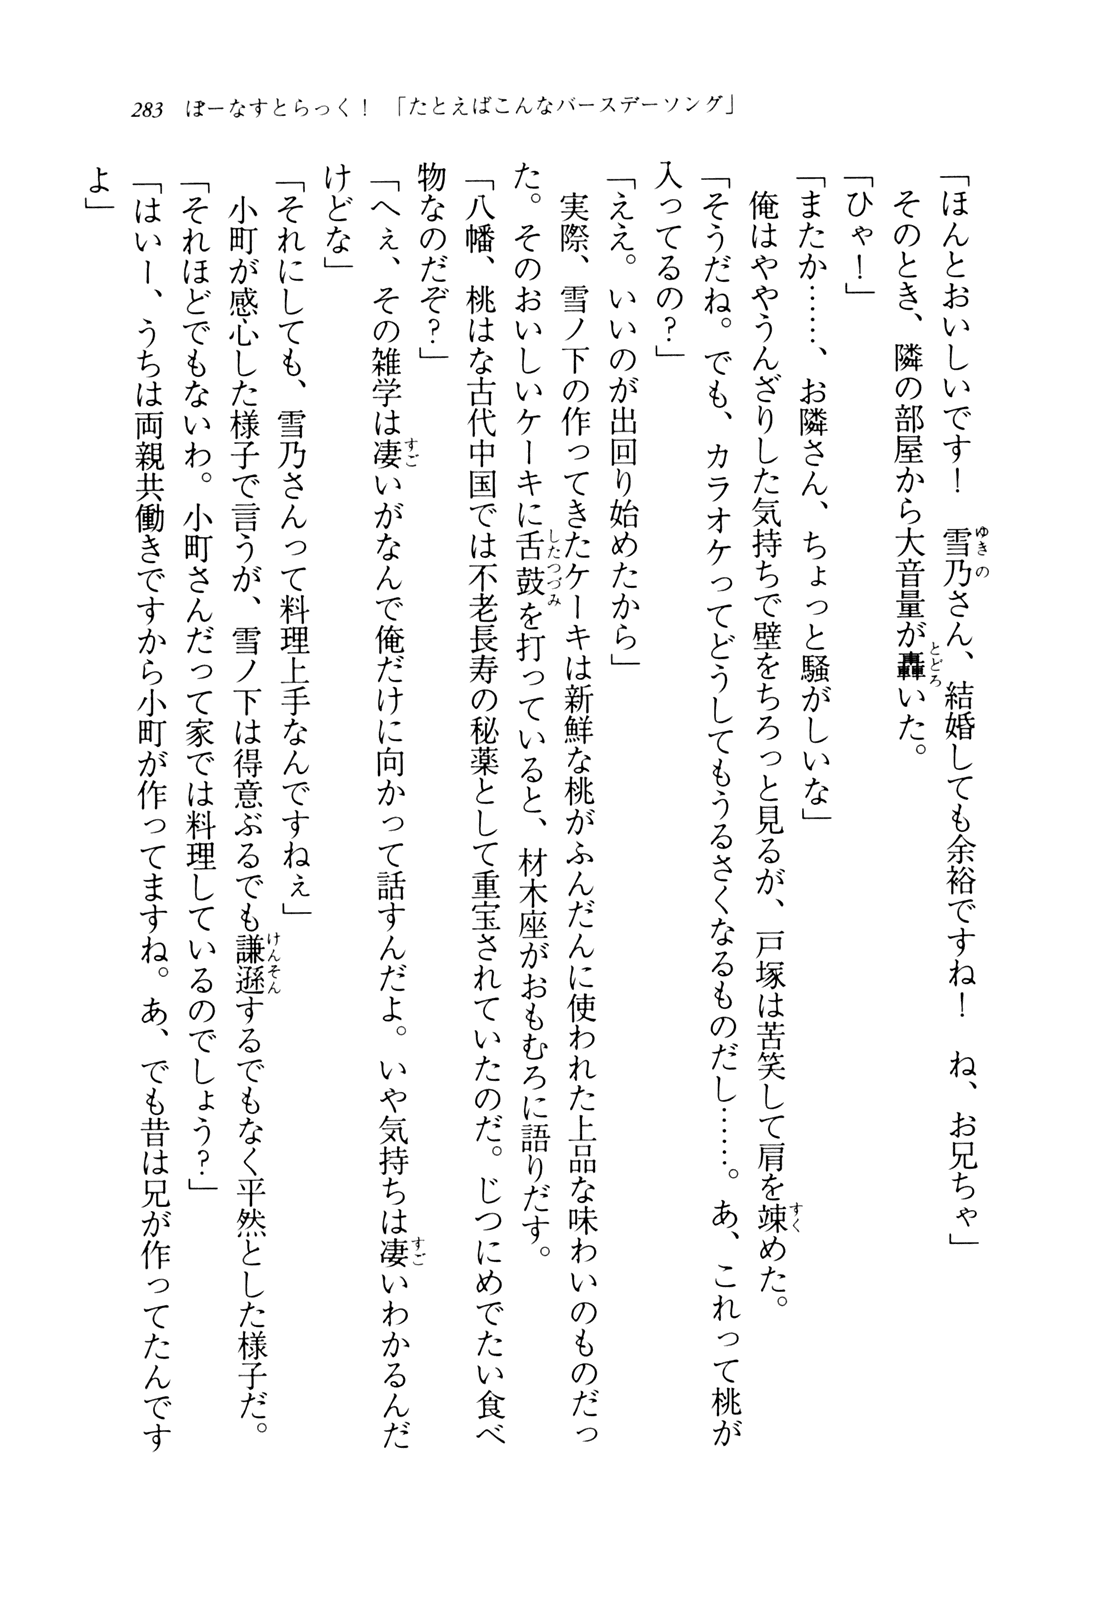 283 ぼーなすとらっく！ 「たとえばこんなバースデーソング」
「ほんとおいしいです！　雪乃さん、結婚しても余裕ですね！　ね、お兄ちゃ」
そのとき、隣の部屋から大音量が轟いた。
「ひゃ！」
「またか……、お隣さん、ちょっと騒がしいな」
俺はややうんざりした気持ちで壁をちろっと見るが、戸塚は苦笑して肩を竦めた。
「そうだね。でも、カラオケってどうしてもうるさくなるものだし……。あ、これって桃が
入ってるの？」
「ええ。いいのが出回り始めたから」
実際、雪ノ下の作ってきたケーキは新鮮な桃がふんだんに使われた上品な味わいのものだっ
た。そのおいしいケーキに舌鼓を打っていると、材木座がおもむろに語りだす。
「八幡、桃はな古代中国では不老長寿の秘薬として重宝されていたのだ。じつにめでたい食べ
物なのだぞ？」
「へぇ、その雑学は凄いがなんで俺だけに向かって話すんだよ。いや気持ちは凄いわかるんだ
けどな」
「それにしても、雪乃さんって料理上手なんですねぇ」
小町が感心した様子で言うが、雪ノ下は得意ぶるでも謙遜するでもなく平然とした様子だ。
「それほどでもないわ。小町さんだって家では料理しているのでしょう？」
「はいー、うちは両親共働きですから小町が作ってますね。あ、でも昔は兄が作ってたんです
よ」